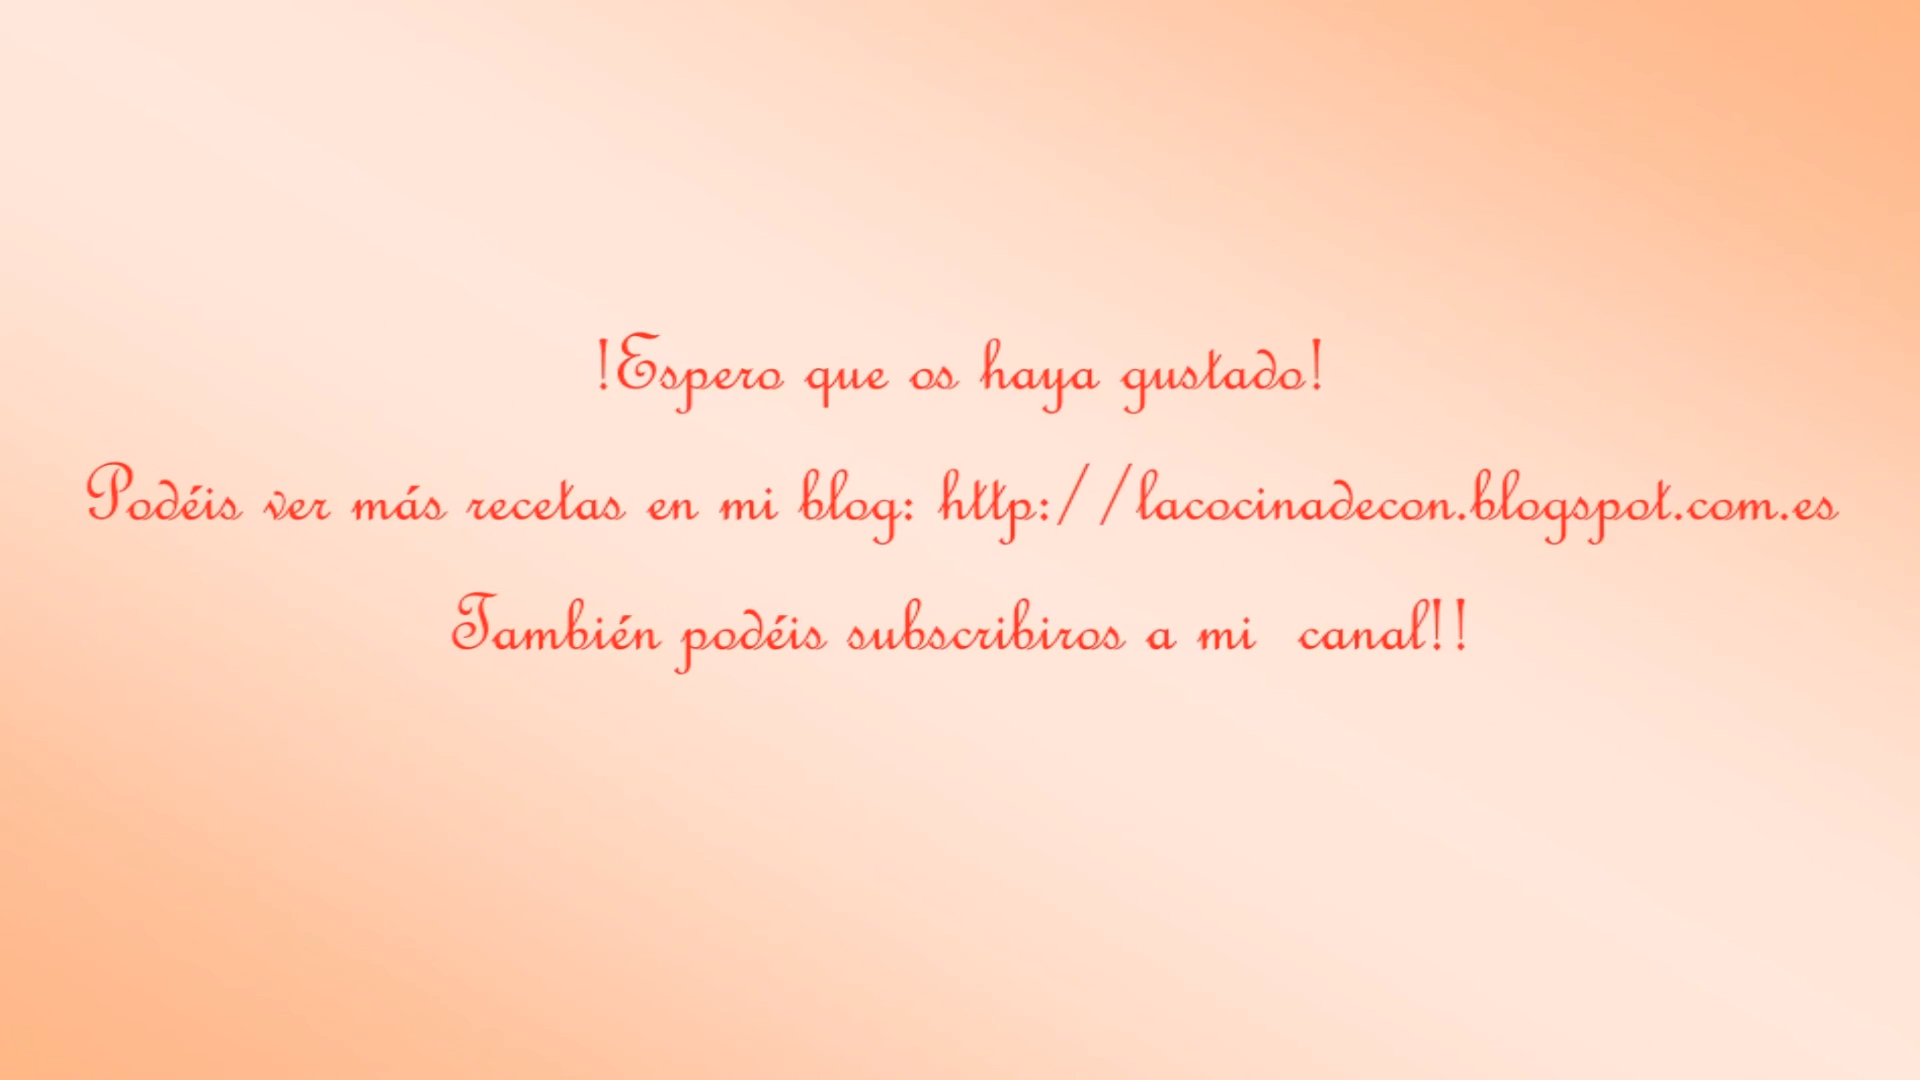 !Espero que os haya gustado!
Podéis ver más recetas en mi blog: http://lacocinadecon.blogspot.com.es
También podéis subscribiros a mi  canal!!